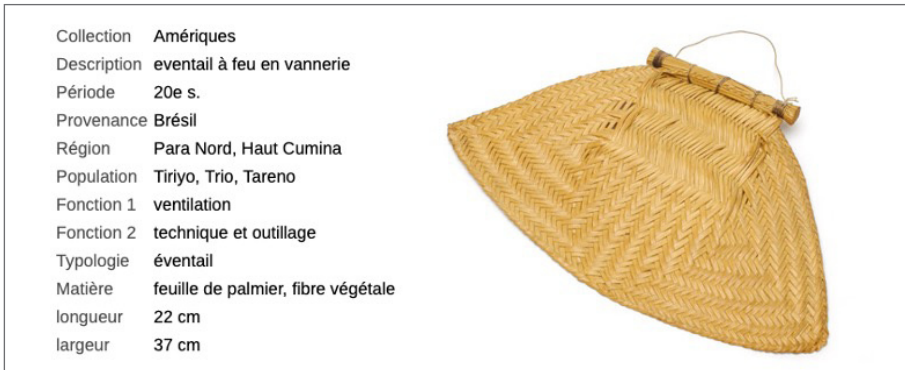 Collection Amériques
Description eventail à feu en vannerie
Période 20e s.
Provenance Brésil
Région Para Nord, Haut Cumina
Population Tiriyo, Trio, Tareno
Fonction 1 ventilation
Fonction 2 technique et outillage
Typologie éventail
Matière feuille de palmier, fibre végétale
longueur 22 cm
largeur 37 cm